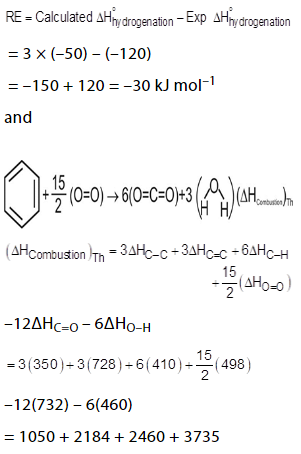 RE = Calculated ΔH°hydrogenation – Exp ΔH°hydrogenation
= 3 × (–50) – (–120)
= –150 + 120 = –30 kJ mol⁻¹
and
+ 15/2 (O=O) → 6(O=C=O)+3 (H O H) (ΔHCombustion)Th
(ΔHCombustion)Th = 3ΔHC–C + 3ΔHC=C + 6ΔHC–H
+ 15/2 (ΔHO=O)
–12ΔHC=O – 6ΔHO–H
= 3(350) + 3(728) + 6(410) + 15/2 (498)
–12(732) – 6(460)
= 1050 + 2184 + 2460 + 3735